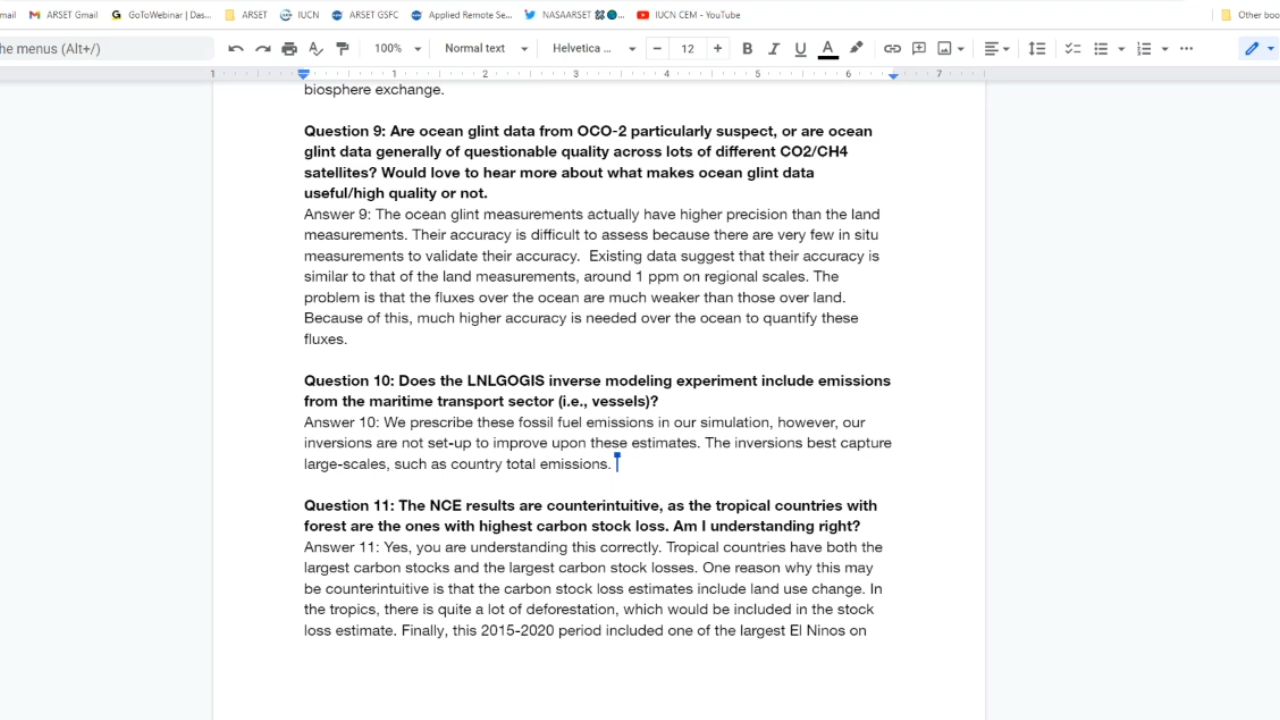 mail ARSET Gmail GoToWebinar | Das... ARSET IUCN ARSET GSFC Applied Remote Se... NASAARSET IUCN CEM - YouTube Other boo
he menus (Alt+/) 100% Normal text Helvetica ... 12 B I U A
1 1 2 3 4 5 6 7
biosphere exchange.
Question 9: Are ocean glint data from OCO-2 particularly suspect, or are ocean
glint data generally of questionable quality across lots of different CO2/CH4
satellites? Would love to hear more about what makes ocean glint data
useful/high quality or not.
Answer 9: The ocean glint measurements actually have higher precision than the land
measurements. Their accuracy is difficult to assess because there are very few in situ
measurements to validate their accuracy.  Existing data suggest that their accuracy is
similar to that of the land measurements, around 1 ppm on regional scales. The
problem is that the fluxes over the ocean are much weaker than those over land.
Because of this, much higher accuracy is needed over the ocean to quantify these
fluxes.
Question 10: Does the LNLGOGIS inverse modeling experiment include emissions
from the maritime transport sector (i.e., vessels)?
Answer 10: We prescribe these fossil fuel emissions in our simulation, however, our
inversions are not set-up to improve upon these estimates. The inversions best capture
large-scales, such as country total emissions.
Question 11: The NCE results are counterintuitive, as the tropical countries with
forest are the ones with highest carbon stock loss. Am I understanding right?
Answer 11: Yes, you are understanding this correctly. Tropical countries have both the
largest carbon stocks and the largest carbon stock losses. One reason why this may
be counterintuitive is that the carbon stock loss estimates include land use change. In
the tropics, there is quite a lot of deforestation, which would be included in the stock
loss estimate. Finally, this 2015-2020 period included one of the largest El Ninos on